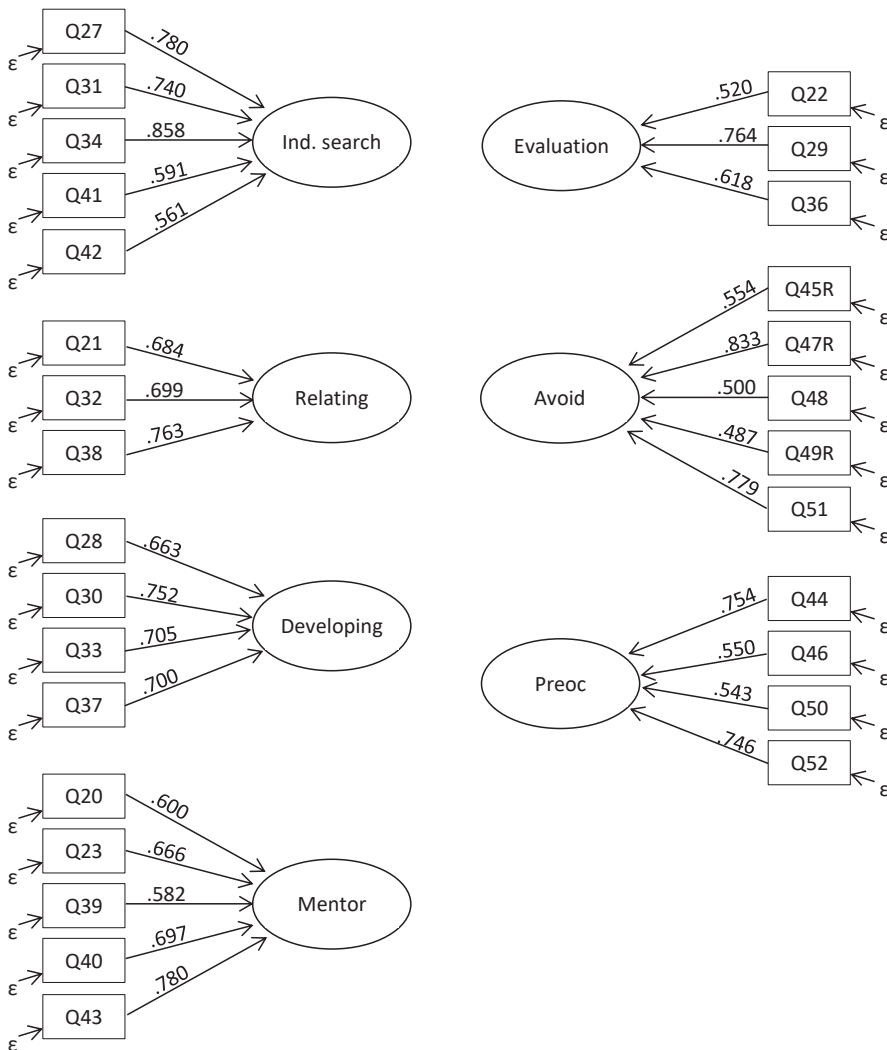 Q27
.780
ε
Q31
.740
ε
Q34
.858
Ind. search
ε
Q41
.591
ε
Q42
.561
ε
Q21
.684
ε
Q32
.699
Relating
ε
Q38
.763
ε
Q28
.663
ε
Q30
.752
ε
Developing
Q33
.705
ε
Q37
.700
ε
Q20
.600
ε
Q23
.666
ε
Q39
.582
Mentor
ε
Q40
.697
ε
Q43
.780
ε
.520
Q22
ε
Evaluation
.764
Q29
ε
.618
Q36
ε
.554
Q45R
ε
.833
Q47R
ε
Avoid
.500
Q48
ε
.487
Q49R
ε
.779
Q51
ε
.754
Q44
ε
.550
Q46
ε
Preoc
.543
Q50
ε
.746
Q52
ε